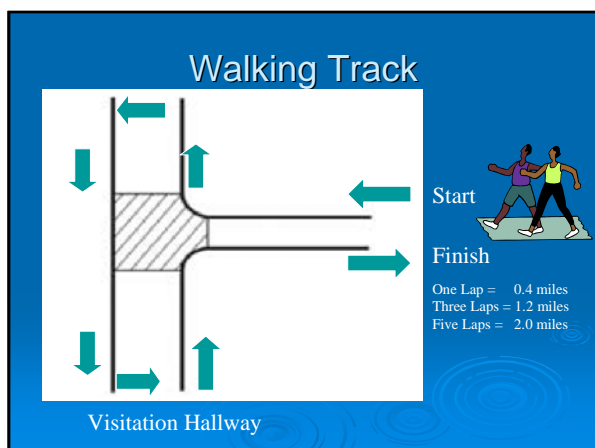 Walking Track
Start
Finish
One Lap = 0.4 miles
Three Laps = 1.2 miles
Five Laps = 2.0 miles
Visitation Hallway